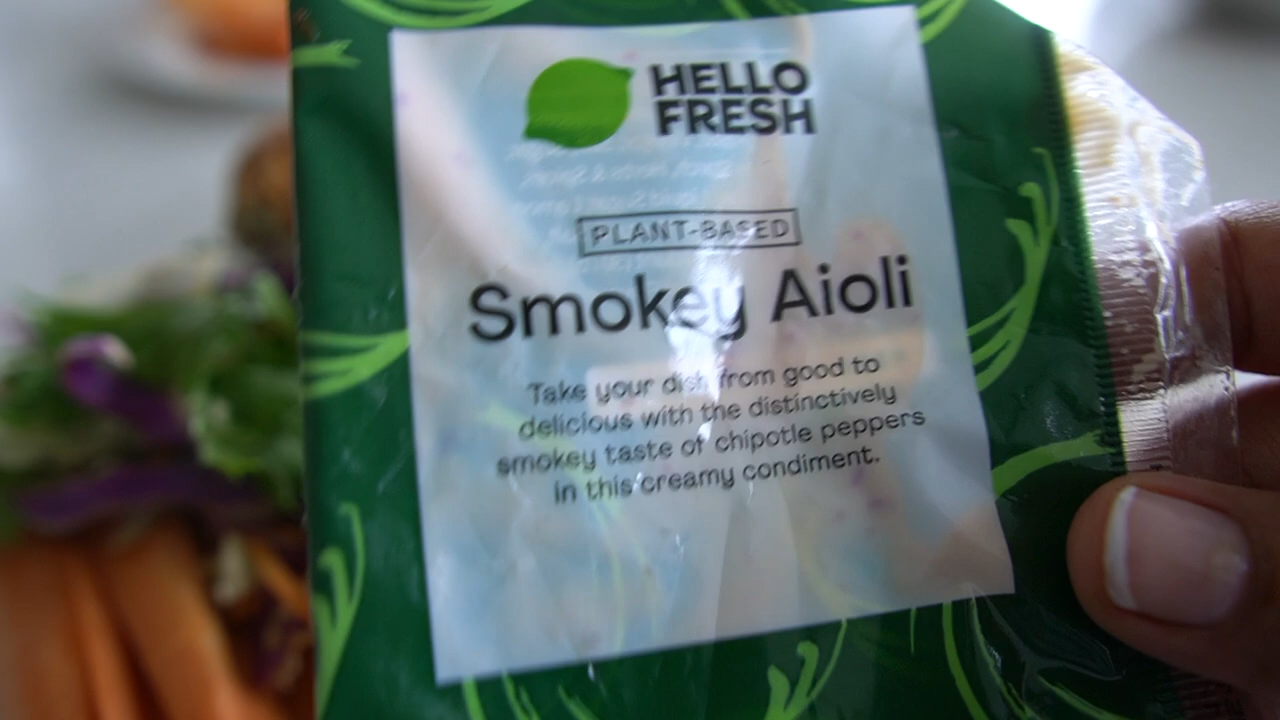 HELLO
FRESH
PLANT-BASED
Smokey Aioli
Take your dish from good to
delicious with the distinctively
smokey taste of chipotle peppers
in this creamy condiment.